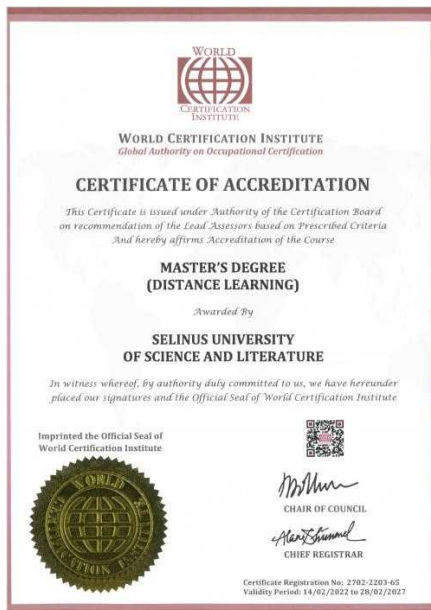 WORLD
CERTIFICATION
INSTITUTE
WORLD CERTIFICATION INSTITUTE
Global Authority on Occupational Certification
CERTIFICATE OF ACCREDITATION
This Certificate is issued under Authority of the Certification Board
on recommendation of the Lead Assessors based on Prescribed Criteria
And hereby affirms Accreditation of the Course
MASTER'S DEGREE
(DISTANCE LEARNING)
Awarded By
SELINUS UNIVERSITY
OF SCIENCE AND LITERATURE
In witness whereof, by authority duly committed to us, we have hereunder
placed our signatures and the Official Seal of World Certification Institute
Imprinted the Official Seal of
World Certification Institute
WORLD
CHAIR OF COUNCIL
CHIEF REGISTRAR
Certificate Registration No: 2702-2203-65
Validity Period: 14/02/2022 to 28/02/2027